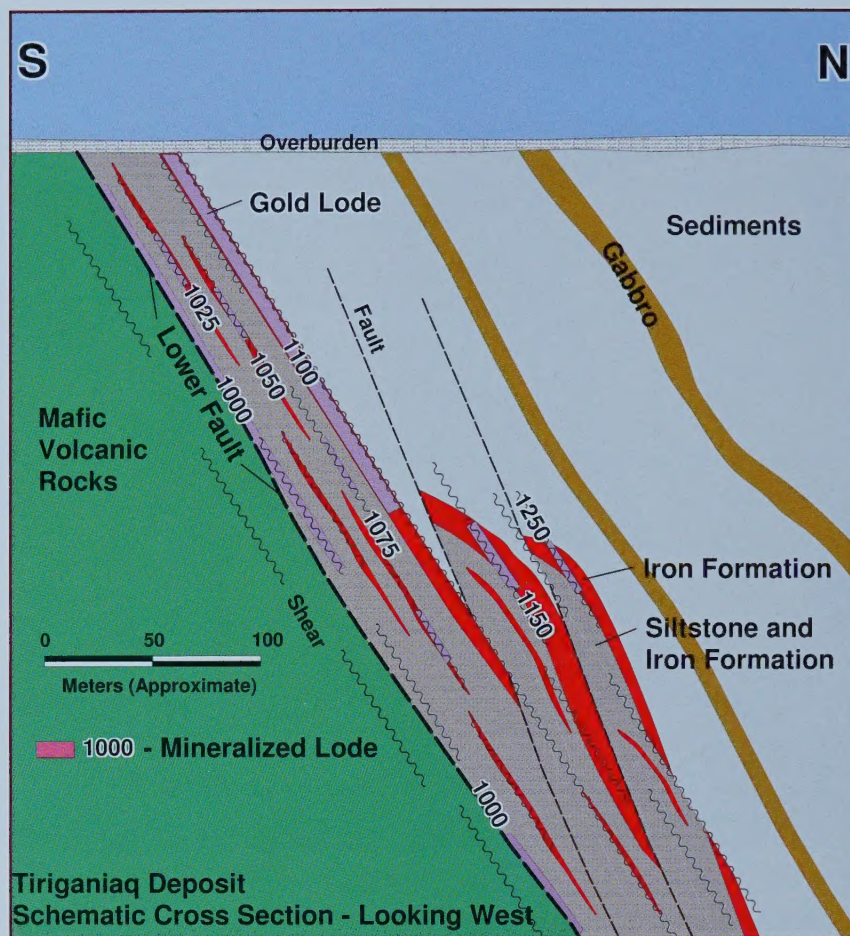 S
N
Overburden
Gold Lode
Sediments
Gabbro
Fault
1025
1050
1100
1000
Lower Fault
Mafic
Volcanic
Rocks
1075
1250
1150
Iron Formation
Siltstone and
Iron Formation
Shear
0 50 100
Meters (Approximate)
1000 - Mineralized Lode
1000
Tiriganiaq Deposit
Schematic Cross Section - Looking West